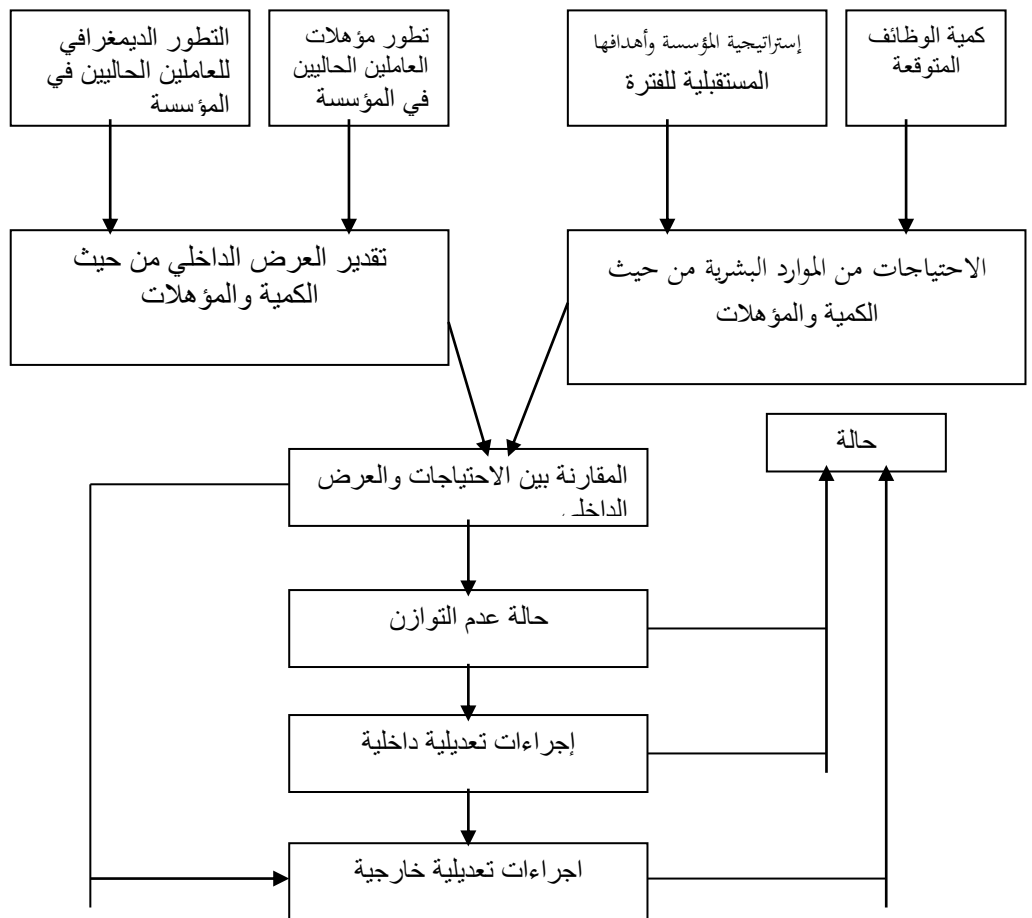 كمية الوظائف
المتوقعة
إستراتيجية المؤسسة وأهدافها
المستقبلية للفترة
تطور مؤهلات
العاملين الحاليين
في المؤسسة
التطور الديمغرافي
للعاملين الحاليين في
المؤسسة
الاحتياجات من الموارد البشرية من حيث
الكمية والمؤهلات
تقدير العرض الداخلي من حيث
الكمية والمؤهلات
حالة
المقارنة بين الاحتياجات والعرض
الداخلي
حالة عدم التوازن
إجراءات تعديلية داخلية
اجراءات تعديلية خارجية